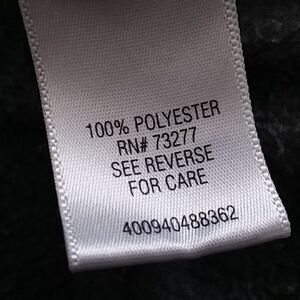 100% POLYESTER
RN# 73277
SEE REVERSE
FOR CARE
400940488362